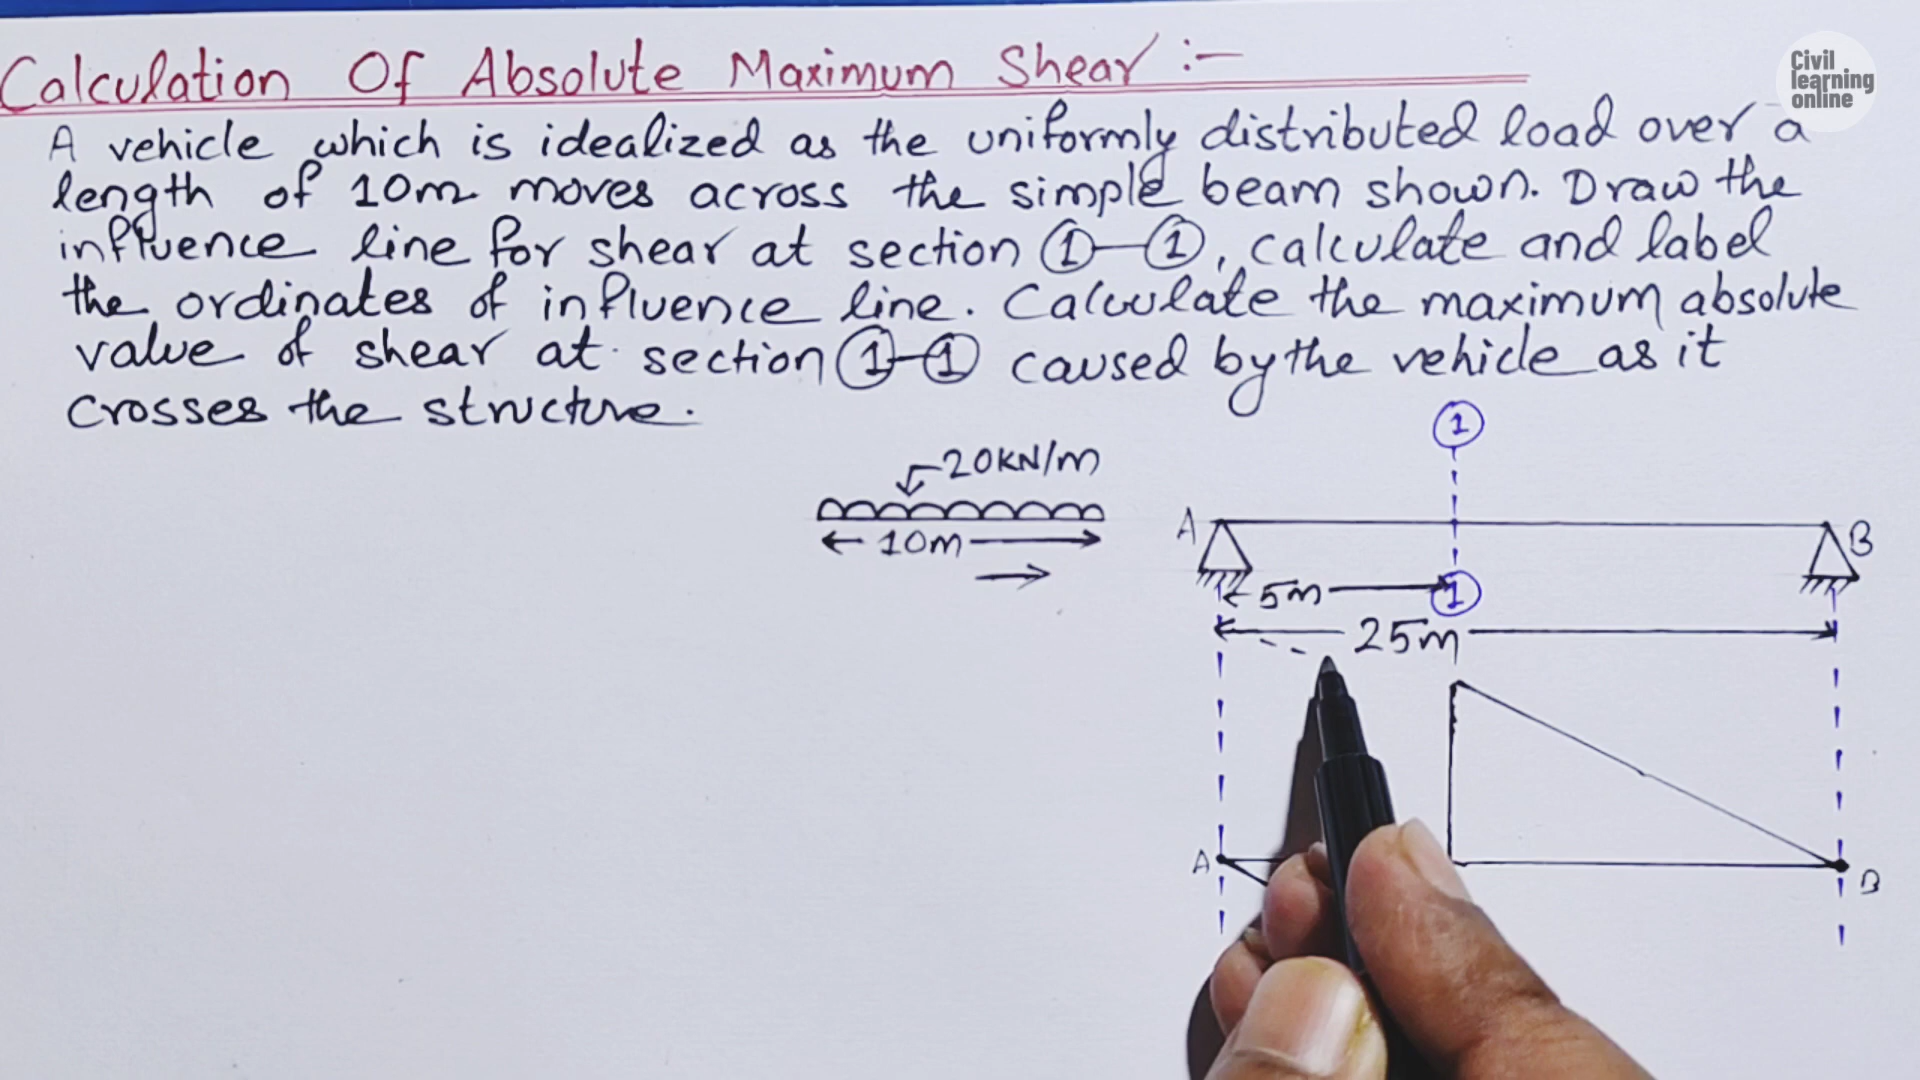 Calculation Of Absolute Maximum Shear :-
Civil
learning
online
A vehicle which is idealized as the uniformly distributed load over a
length of 10m moves across the simple beam shown. Draw the
influence line for shear at section 1-1, calculate and label
the ordinates of influence line. Calculate the maximum absolute
value of shear at section 1-1 caused by the vehicle as it
crosses the structure.
1
20KN/m
10m
A
B
5m
1
25m
A
B